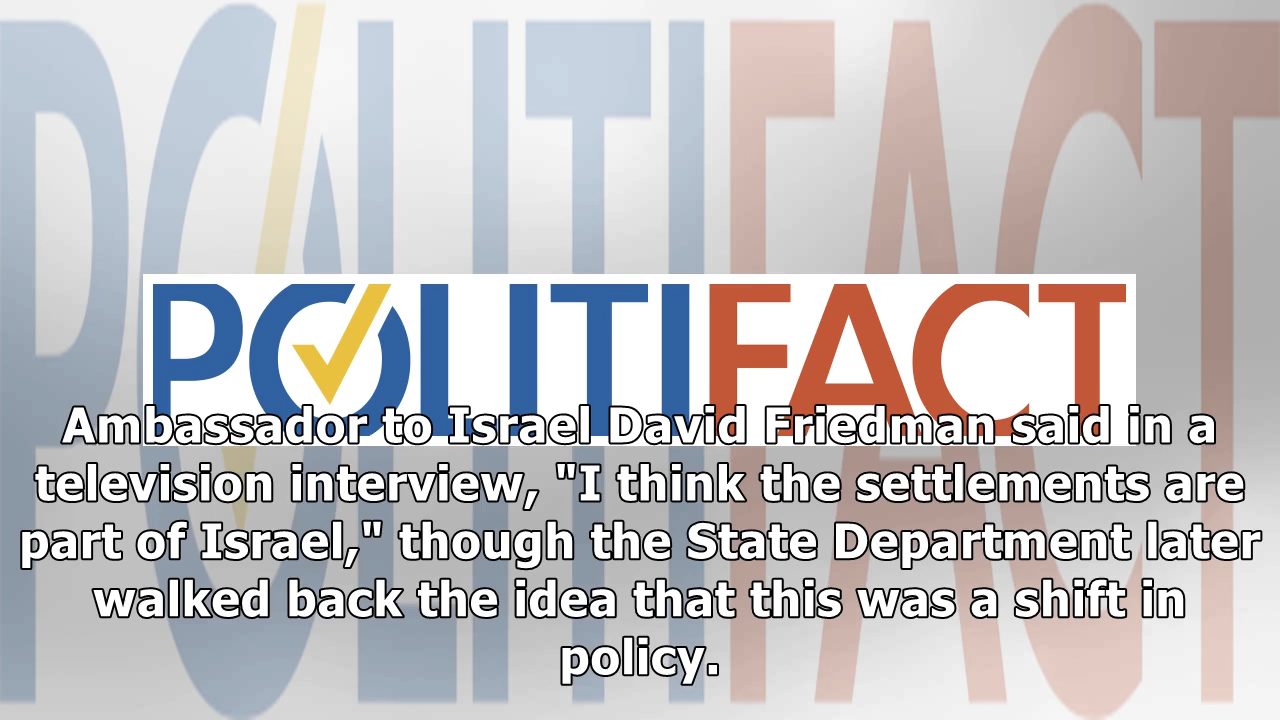 POLITIFACT
POLITIFACT
Ambassador to Israel David Friedman said in a
television interview, "I think the settlements are
part of Israel," though the State Department later
walked back the idea that this was a shift in
policy.